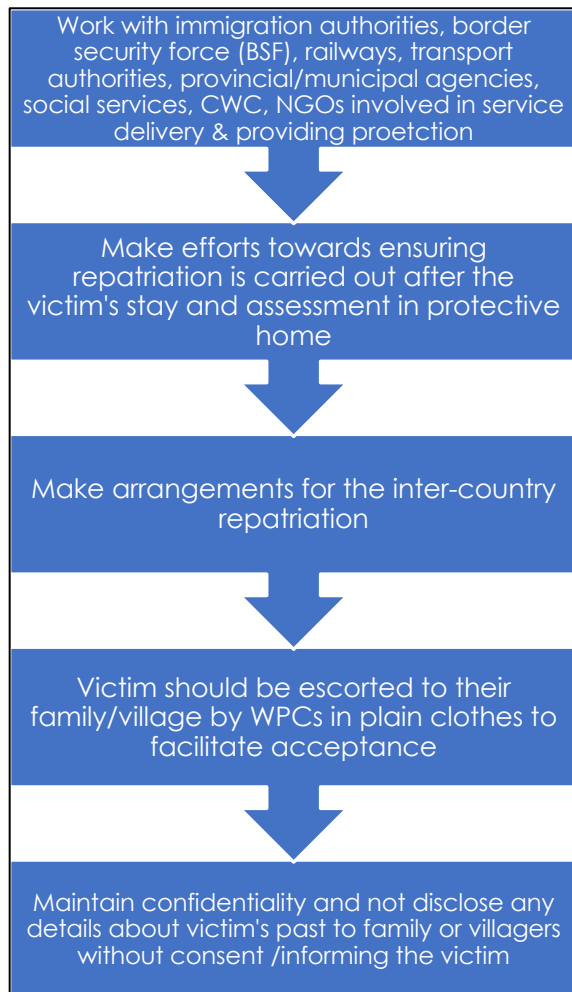 Work with immigration authorities, border
security force (BSF), railways, transport
authorities, provincial/municipal agencies,
social services, CWC, NGOs involved in service
delivery & providing proetction
Make efforts towards ensuring
repatriation is carried out after the
victim's stay and assessment in protective
home
Make arrangements for the inter-country
repatriation
Victim should be escorted to their
family/village by WPCs in plain clothes to
facilitate acceptance
Maintain confidentiality and not disclose any
details about victim's past to family or villagers
without consent /informing the victim